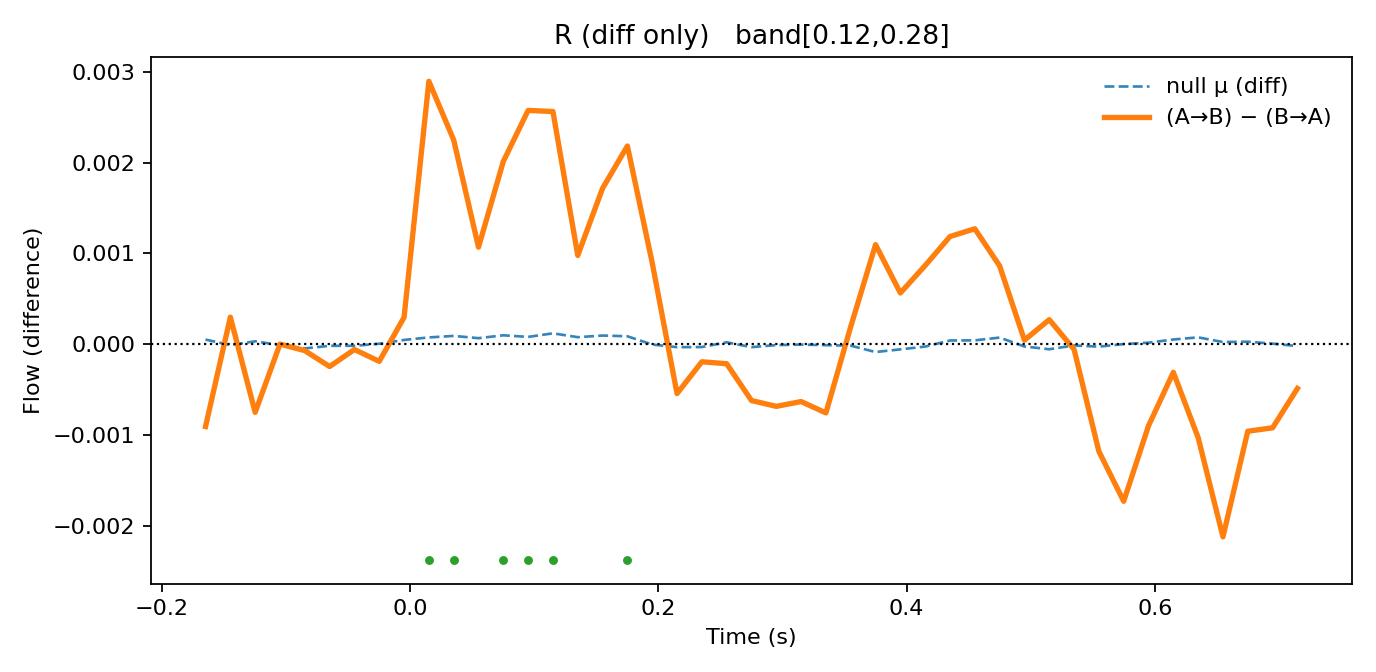 R (diff only)   band[0.12,0.28]
null μ (diff)
(A→B) − (B→A)
Flow (difference)
0.003
0.002
0.001
0.000
−0.001
−0.002
−0.2
0.0
0.2
0.4
0.6
Time (s)